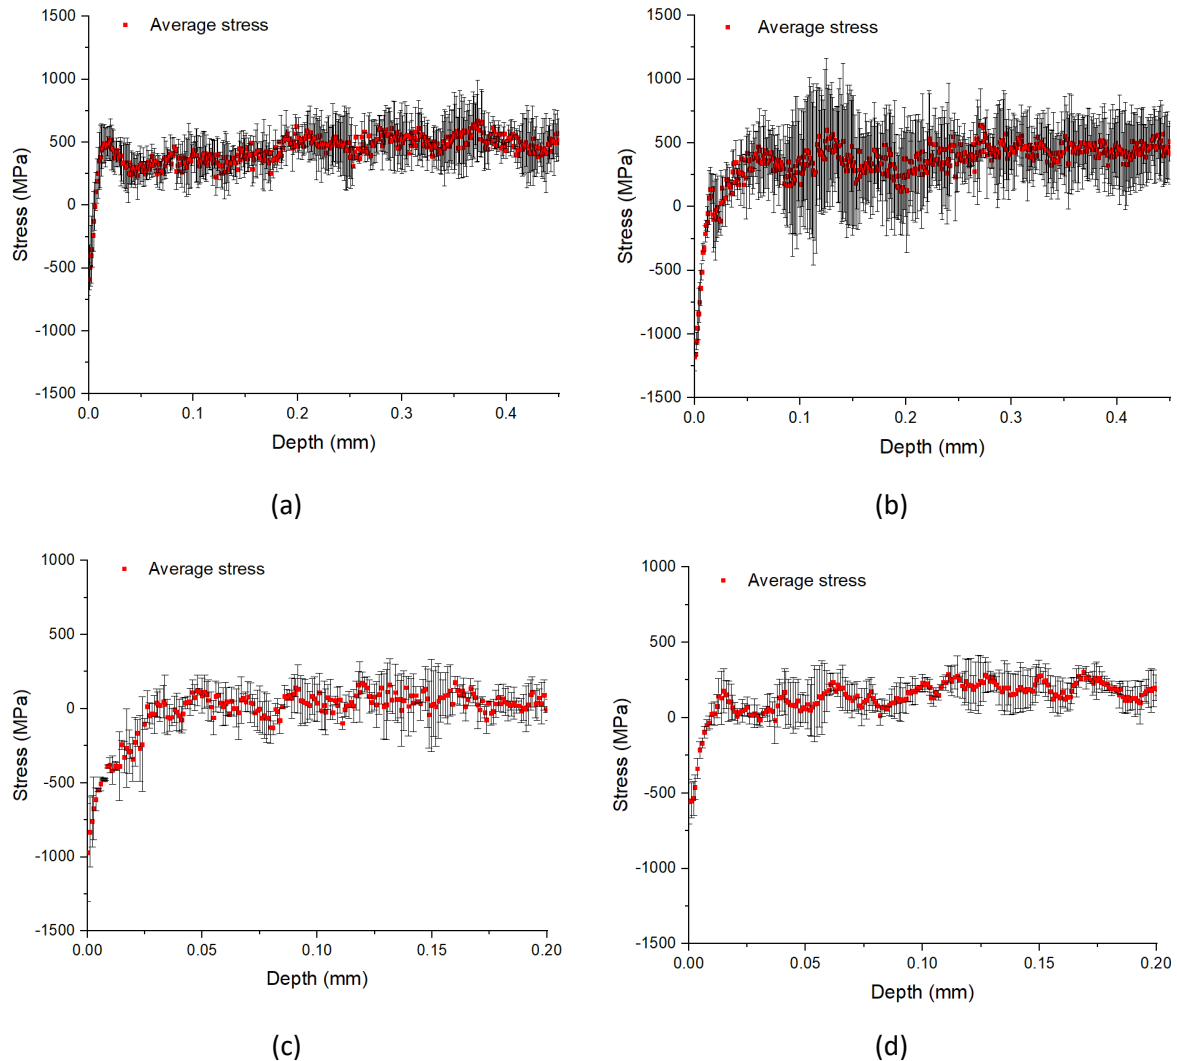 Average stress
1500
1000
500
0
-500
-1000
-1500
Stress (MPa)
0.0 0.1 0.2 0.3 0.4
Depth (mm)
(a)
Average stress
1500
1000
500
0
-500
-1000
-1500
Stress (MPa)
0.0 0.1 0.2 0.3 0.4
Depth (mm)
(b)
Average stress
1000
500
0
-500
-1000
-1500
Stress (MPa)
0.00 0.05 0.10 0.15 0.20
Depth (mm)
(c)
Average stress
1000
500
0
-500
-1000
-1500
Stress (MPa)
0.00 0.05 0.10 0.15 0.20
Depth (mm)
(d)